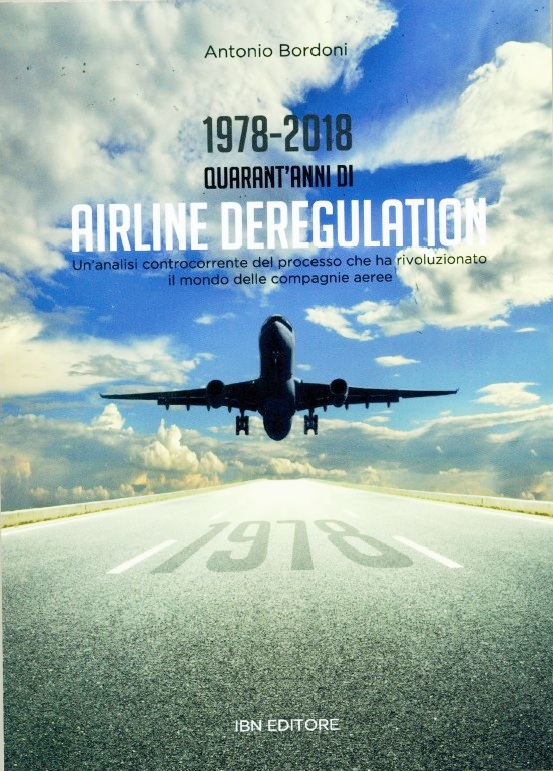 Antonio Bordoni
1978-2018
QUARANT'ANNI DI
AIRLINE DEREGULATION
Un'analisi controcorrente del processo che ha rivoluzionato
il mondo delle compagnie aeree
1978
IBN EDITORE